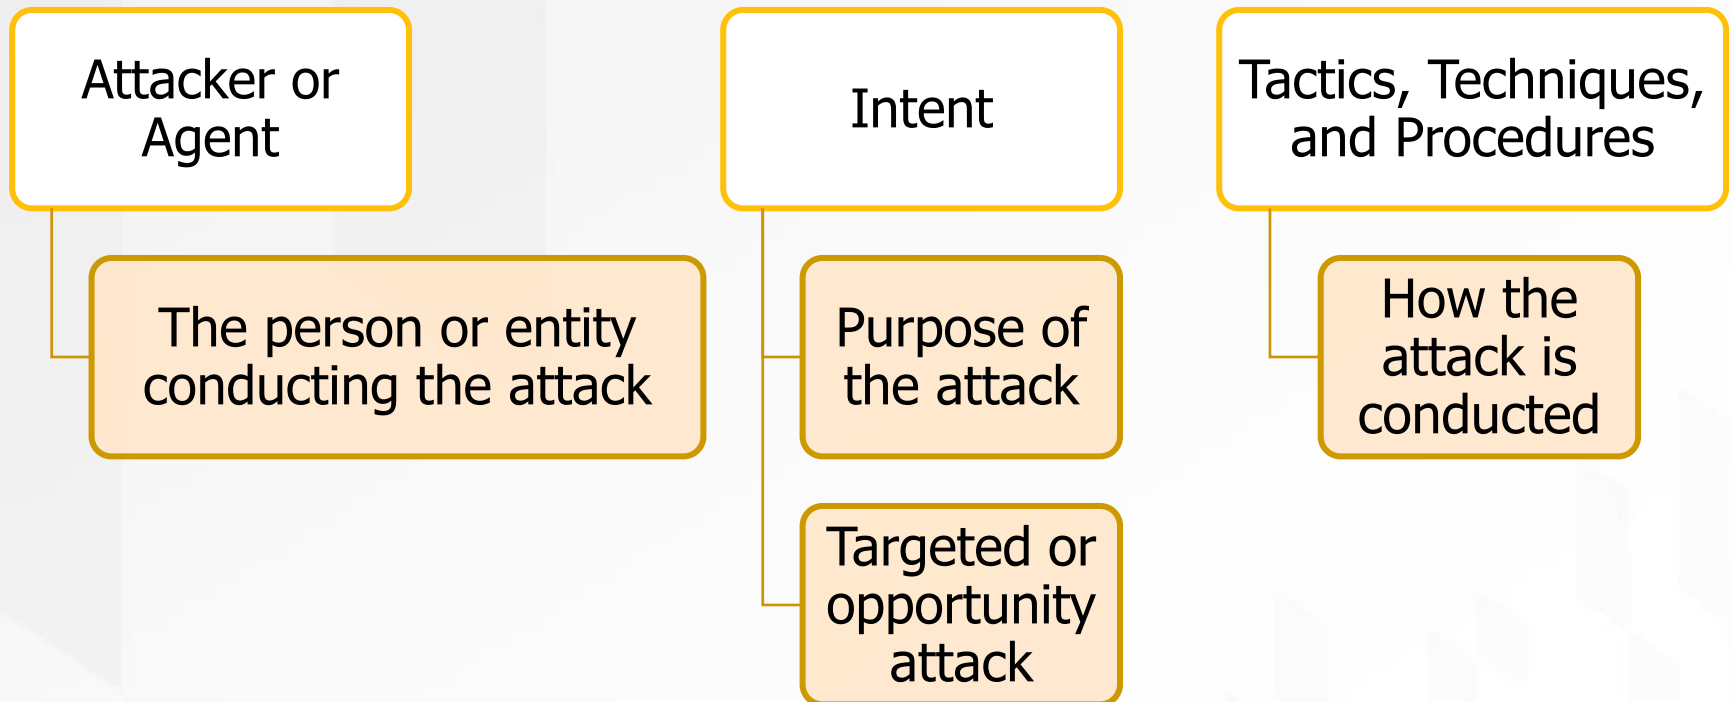 Attacker or
Agent
The person or entity
conducting the attack
Intent
Purpose of
the attack
Targeted or
opportunity
attack
Tactics, Techniques,
and Procedures
How the
attack is
conducted